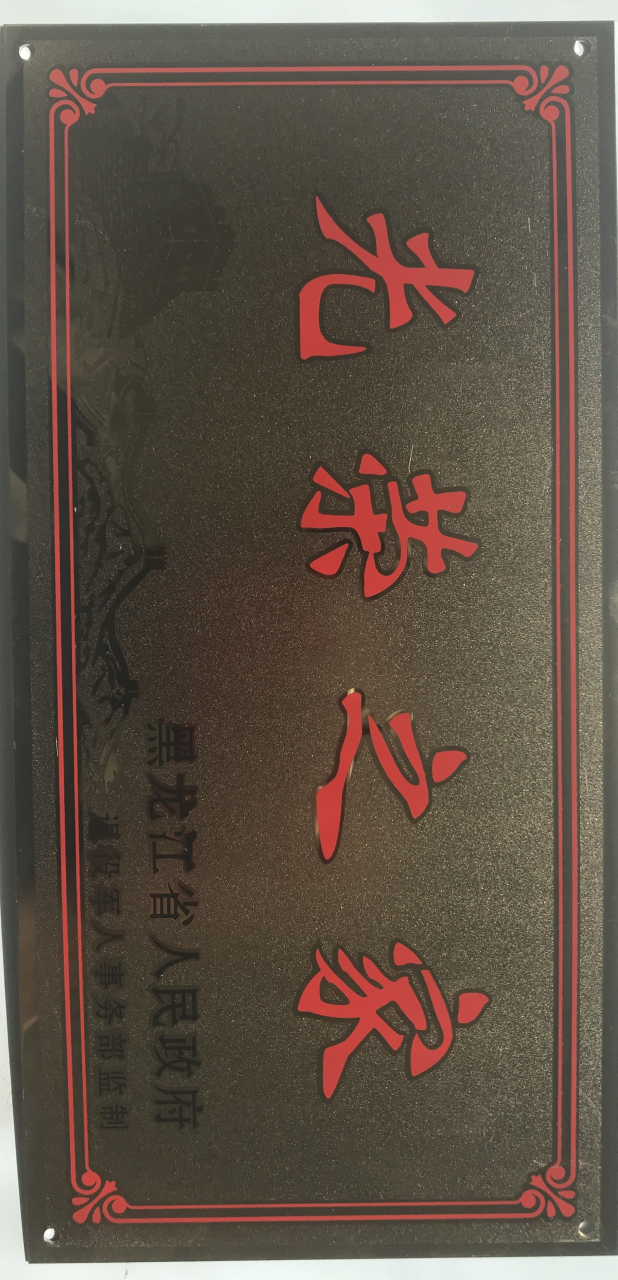 光荣之家
黑龙江省人民政府
退役军人事务部监制